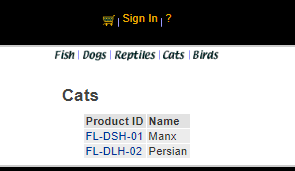 | Sign In | ?
Fish | Dogs | Reptiles | Cats | Birds
Cats
Product ID Name
FL-DSH-01 Manx
FL-DLH-02 Persian